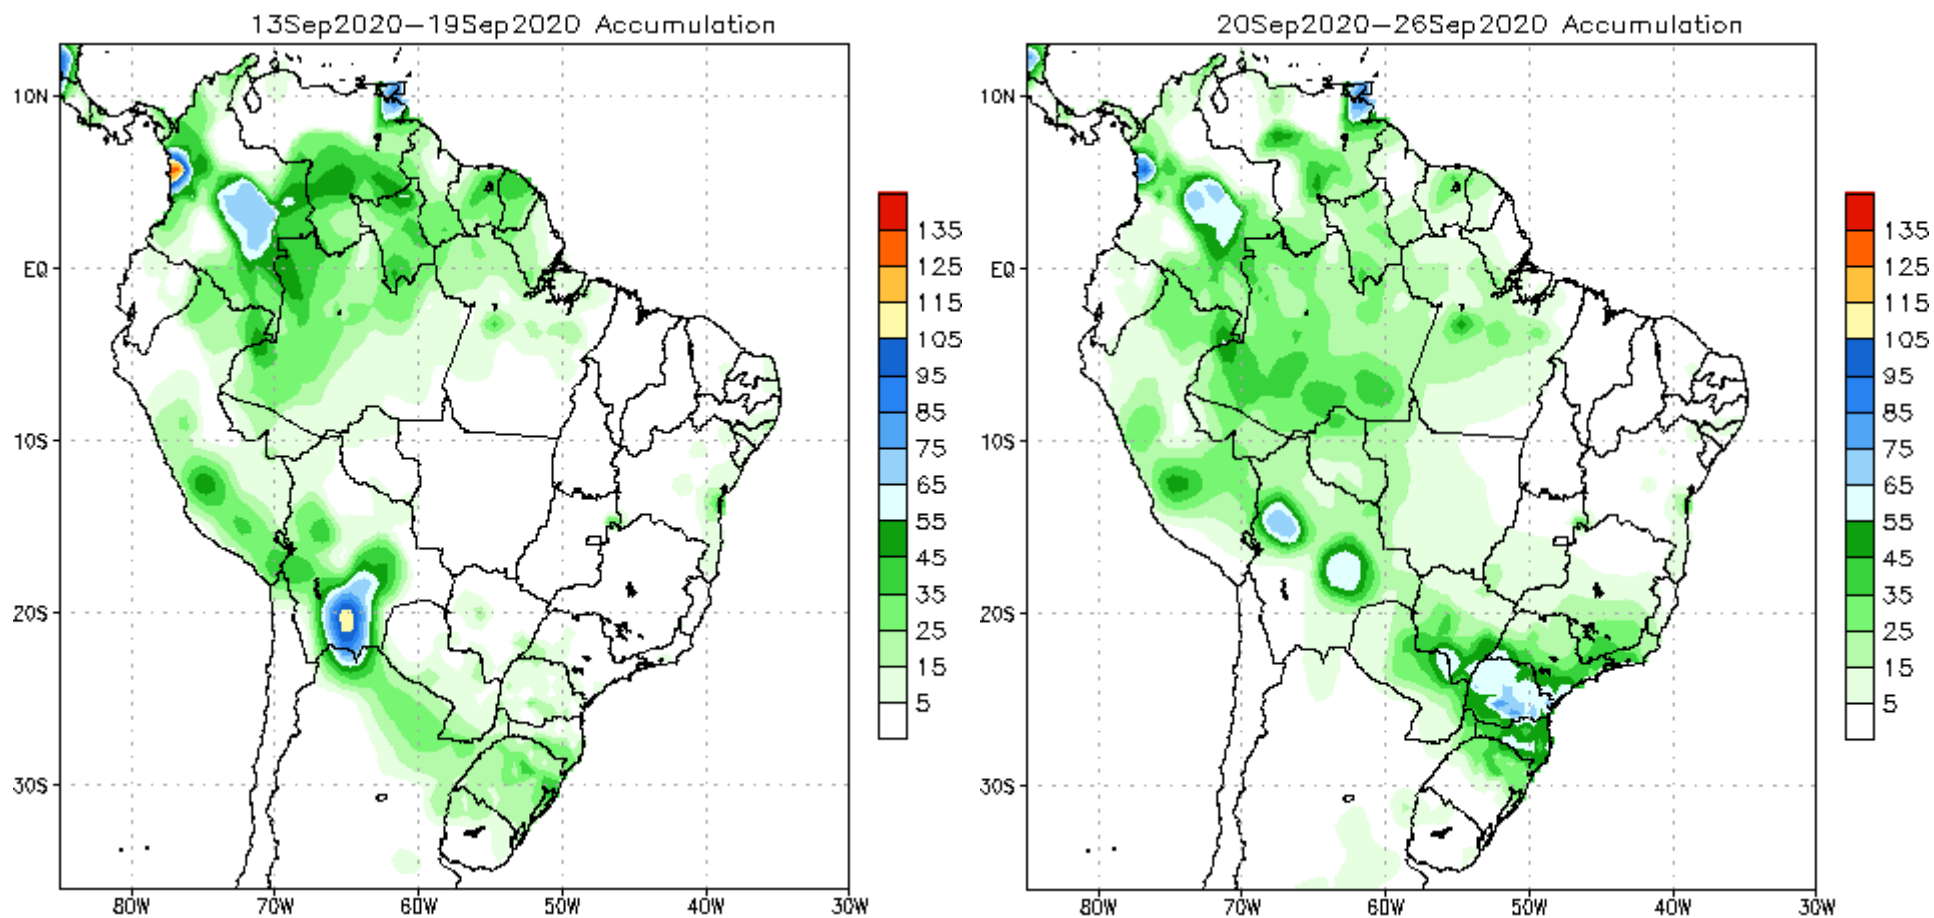 13Sep2020–19Sep2020 Accumulation
10N
EQ
10S
20S
30S
80W 70W 60W 50W 40W 30W
135
125
115
105
95
85
75
65
55
45
35
25
15
5
20Sep2020–26Sep2020 Accumulation
10N
EQ
10S
20S
30S
80W 70W 60W 50W 40W 30W
135
125
115
105
95
85
75
65
55
45
35
25
15
5